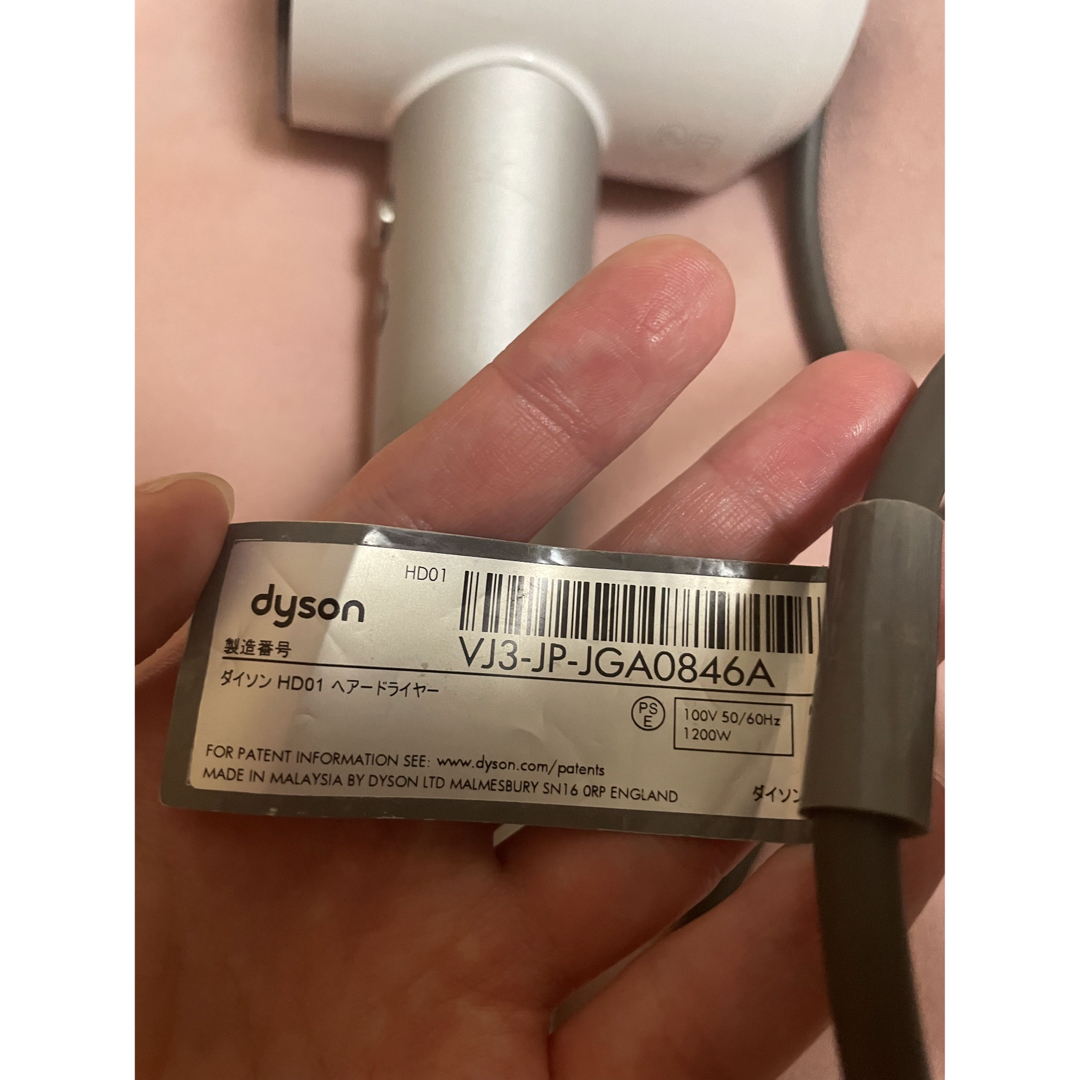 HD01
dyson
製造番号
VJ3-JP-JGA0846A
ダイソン HD01 ヘアードライヤー
PS
E
100V 50/60Hz
1200W
FOR PATENT INFORMATION SEE: www.dyson.com/patents
MADE IN MALAYSIA BY DYSON LTD MALMESBURY SN16 0RP ENGLAND
ダイソン